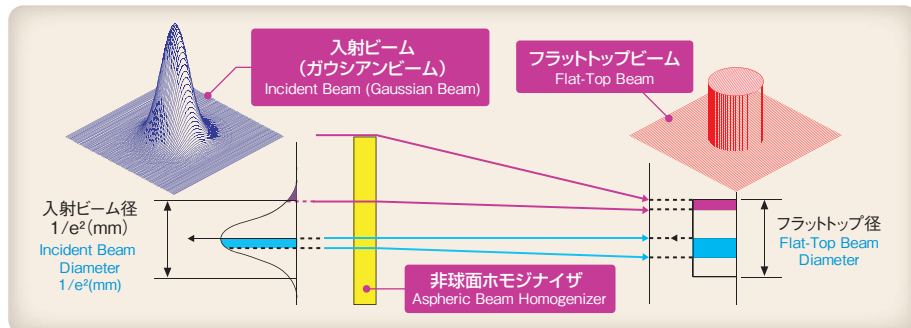 入射ビーム
（ガウシアンビーム）
Incident Beam (Gaussian Beam)
フラットトップビーム
Flat-Top Beam
入射ビーム径
1/e²(mm)
Incident Beam
Diameter
1/e²(mm)
フラットトップ径
Flat-Top Beam
Diameter
非球面ホモジナイザ
Aspheric Beam Homogenizer